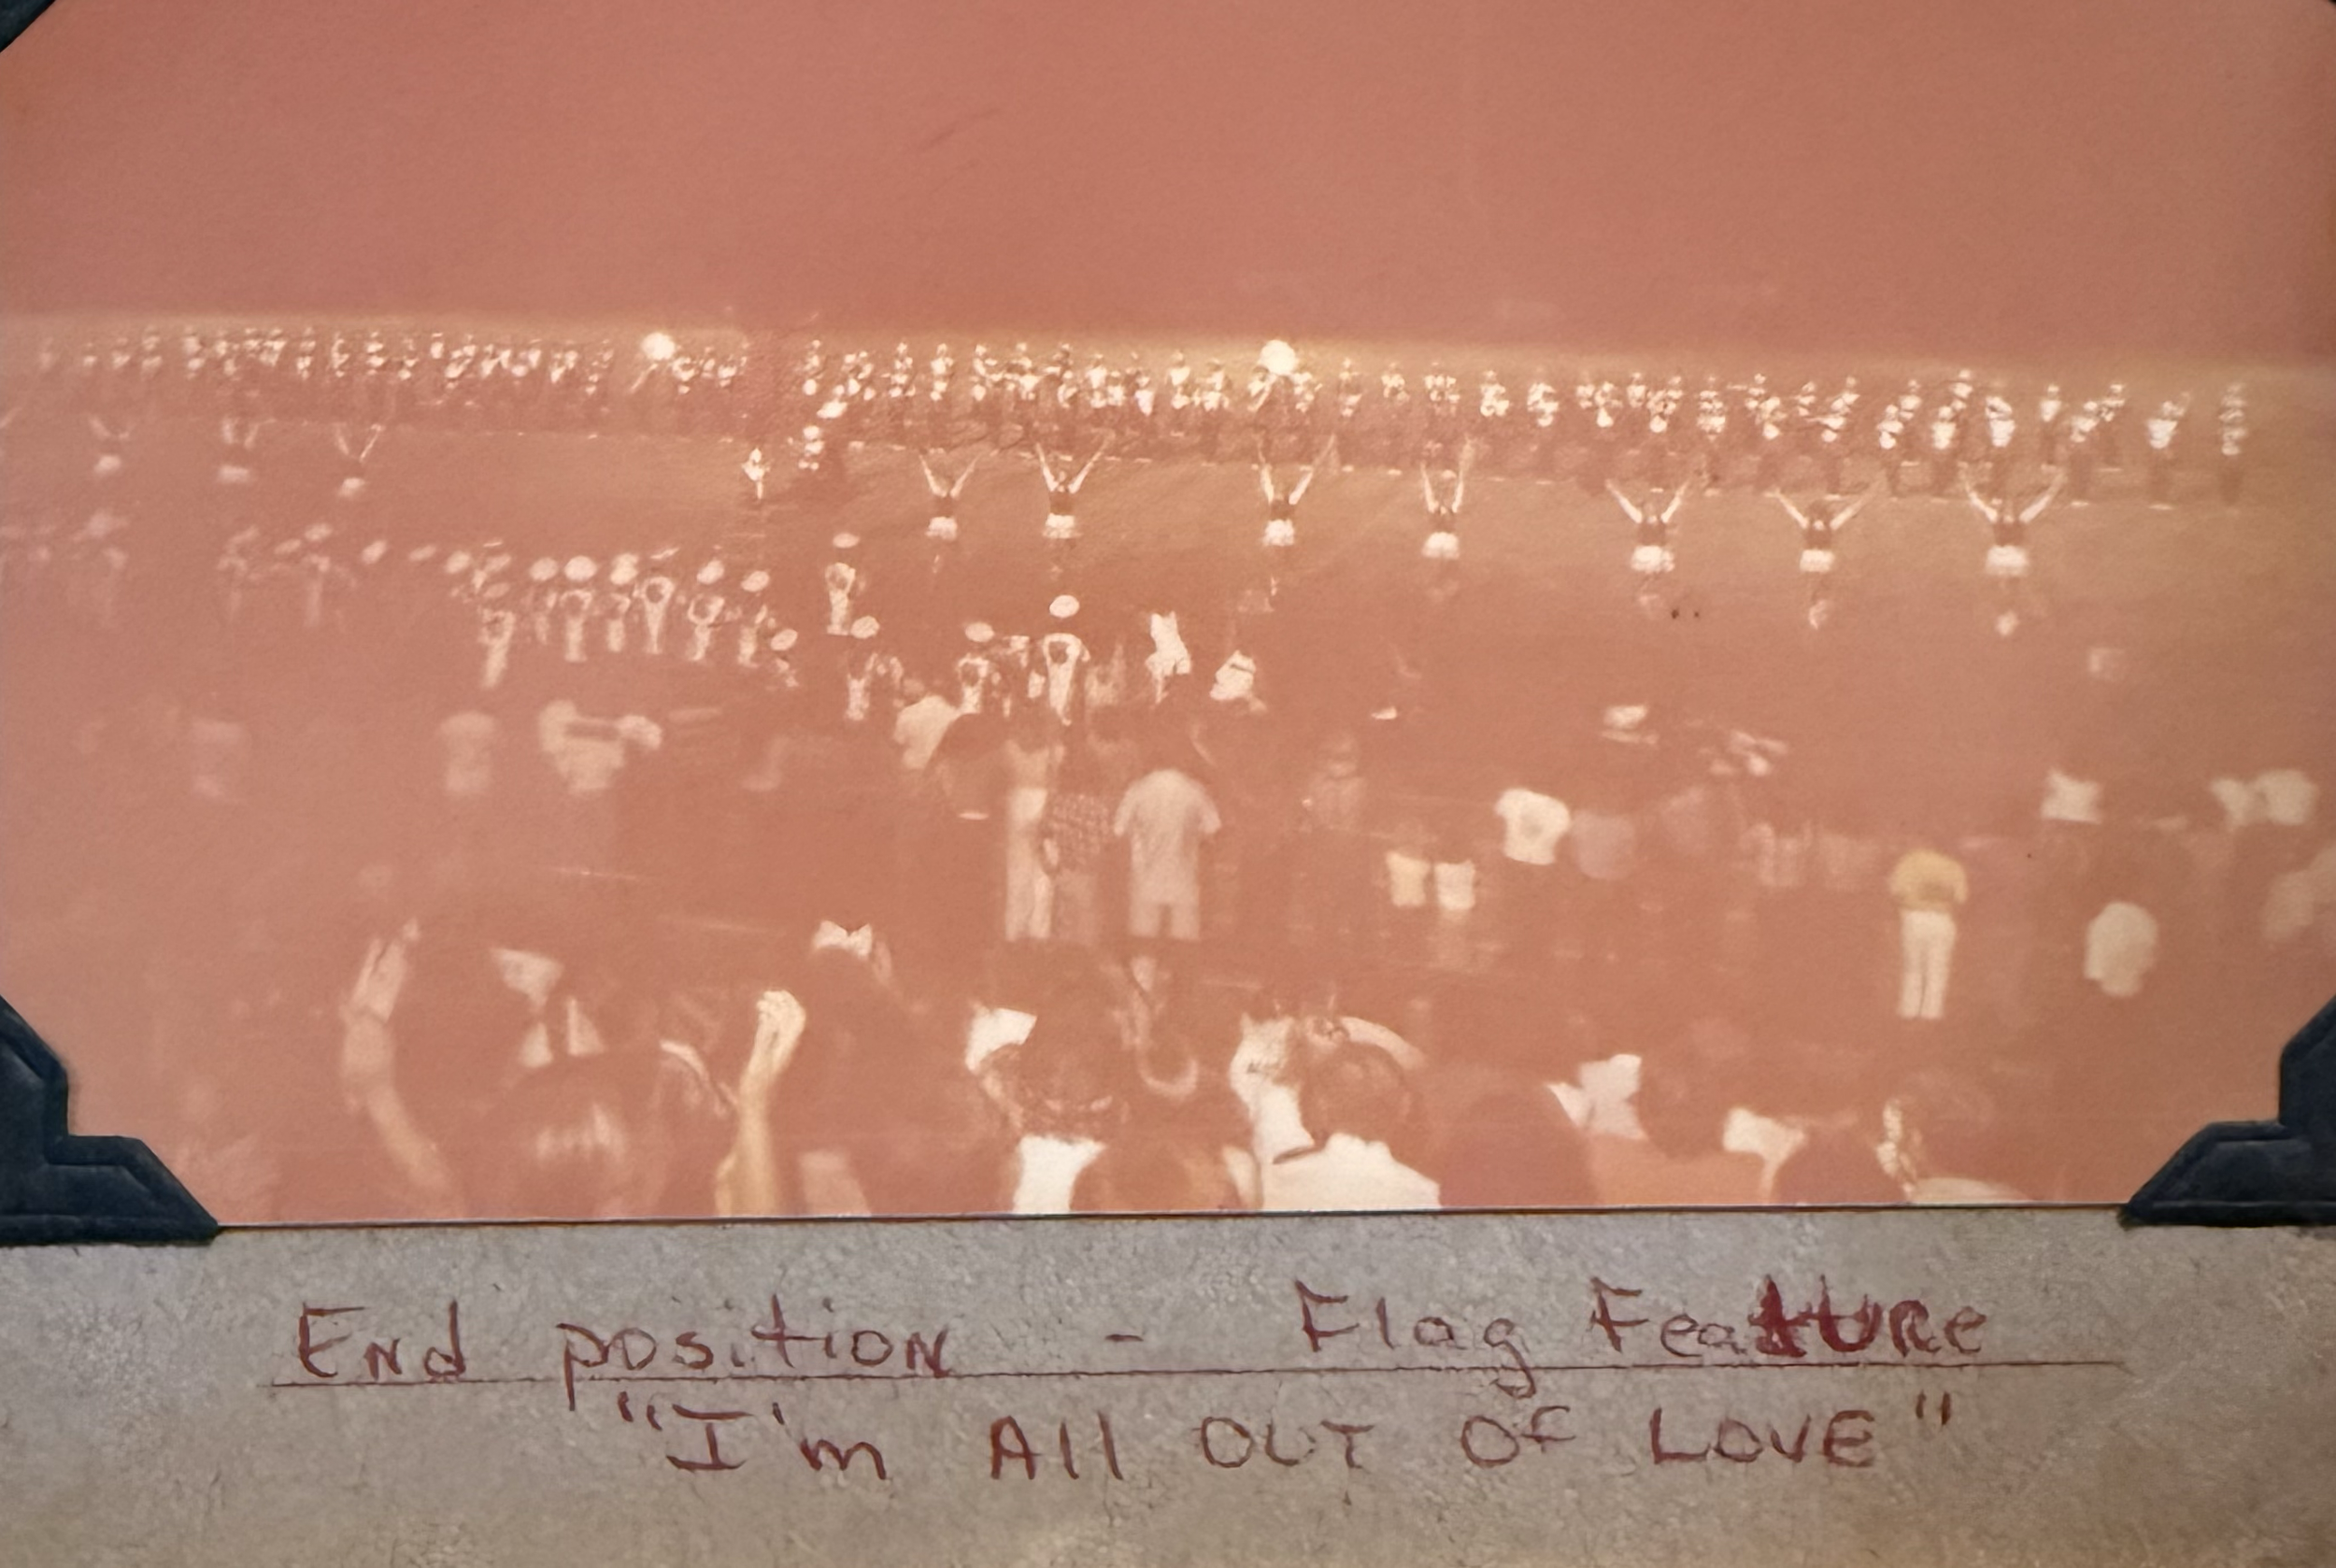 End position - Flag Feature
"I'm All OUT OF LOVE"